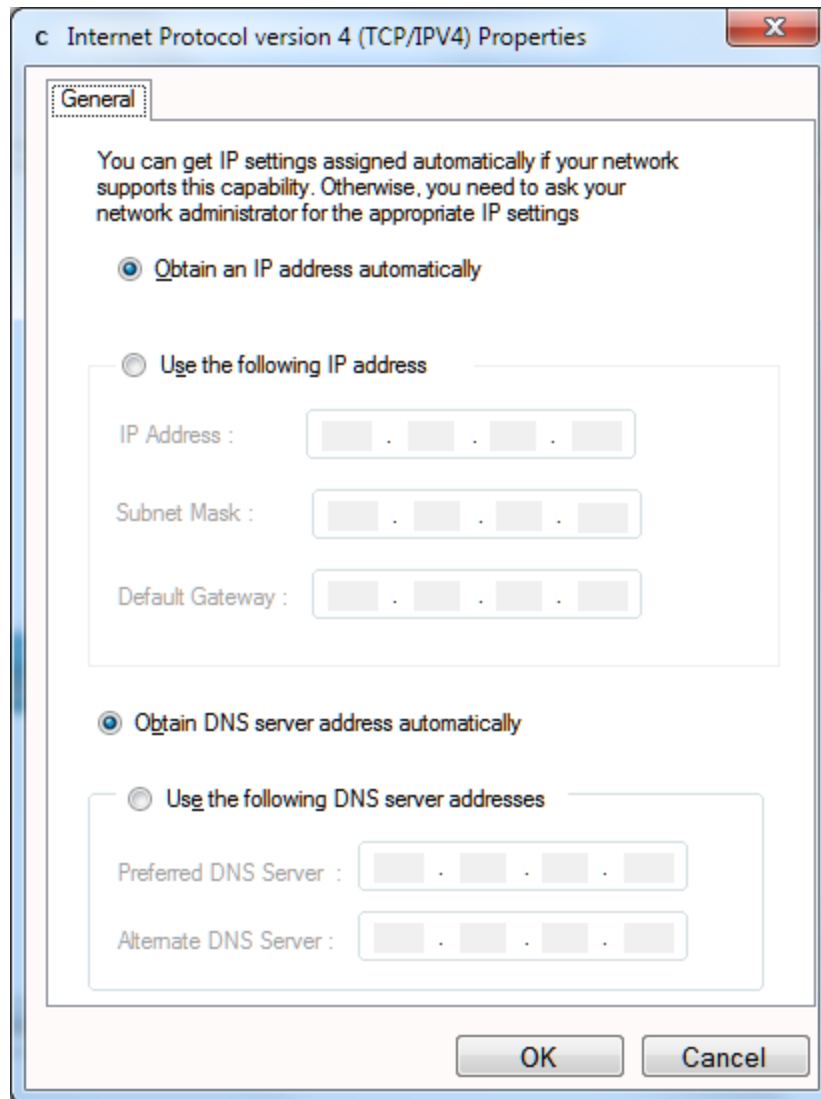 c Internet Protocol version 4 (TCP/IPV4) Properties
General
You can get IP settings assigned automatically if your network
supports this capability. Otherwise, you need to ask your
network administrator for the appropriate IP settings
Obtain an IP address automatically
Use the following IP address
IP Address :
. . .
Subnet Mask :
. . .
Default Gateway :
. . .
Obtain DNS server address automatically
Use the following DNS server addresses
Preferred DNS Server :
. . .
Alternate DNS Server :
. . .
OK Cancel